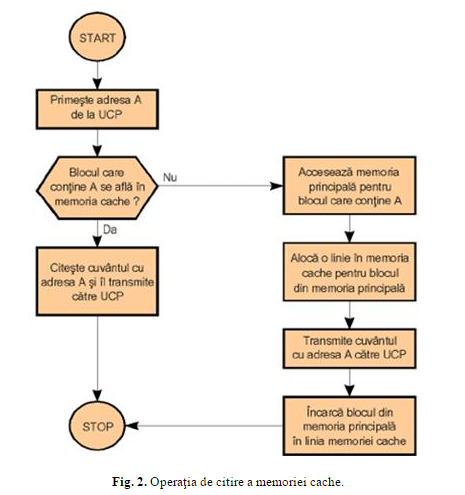 START
Primeşte adresa A
de la UCP
Blocul care
conţine A se află în
memoria cache ?
Nu
Da
Citeşte cuvântul cu
adresa A şi îl transmite
către UCP
Accesează memoria
principală pentru
blocul care conţine A
Alocă o linie în memoria
cache pentru blocul
din memoria principală
Transmite cuvântul
cu adresa A către UCP
Încarcă blocul din
memoria principală
în linia memoriei cache
STOP
Fig. 2. Operaţia de citire a memoriei cache.